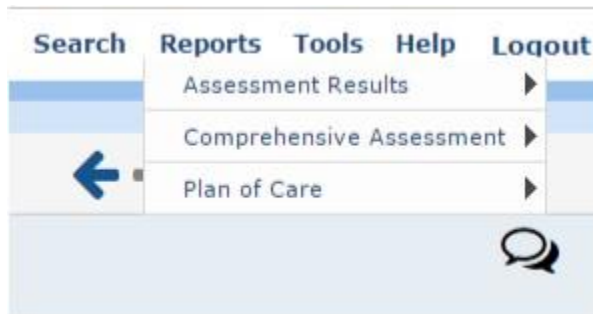 Search Reports Tools Help Logout
Assessment Results
Comprehensive Assessment
Plan of Care